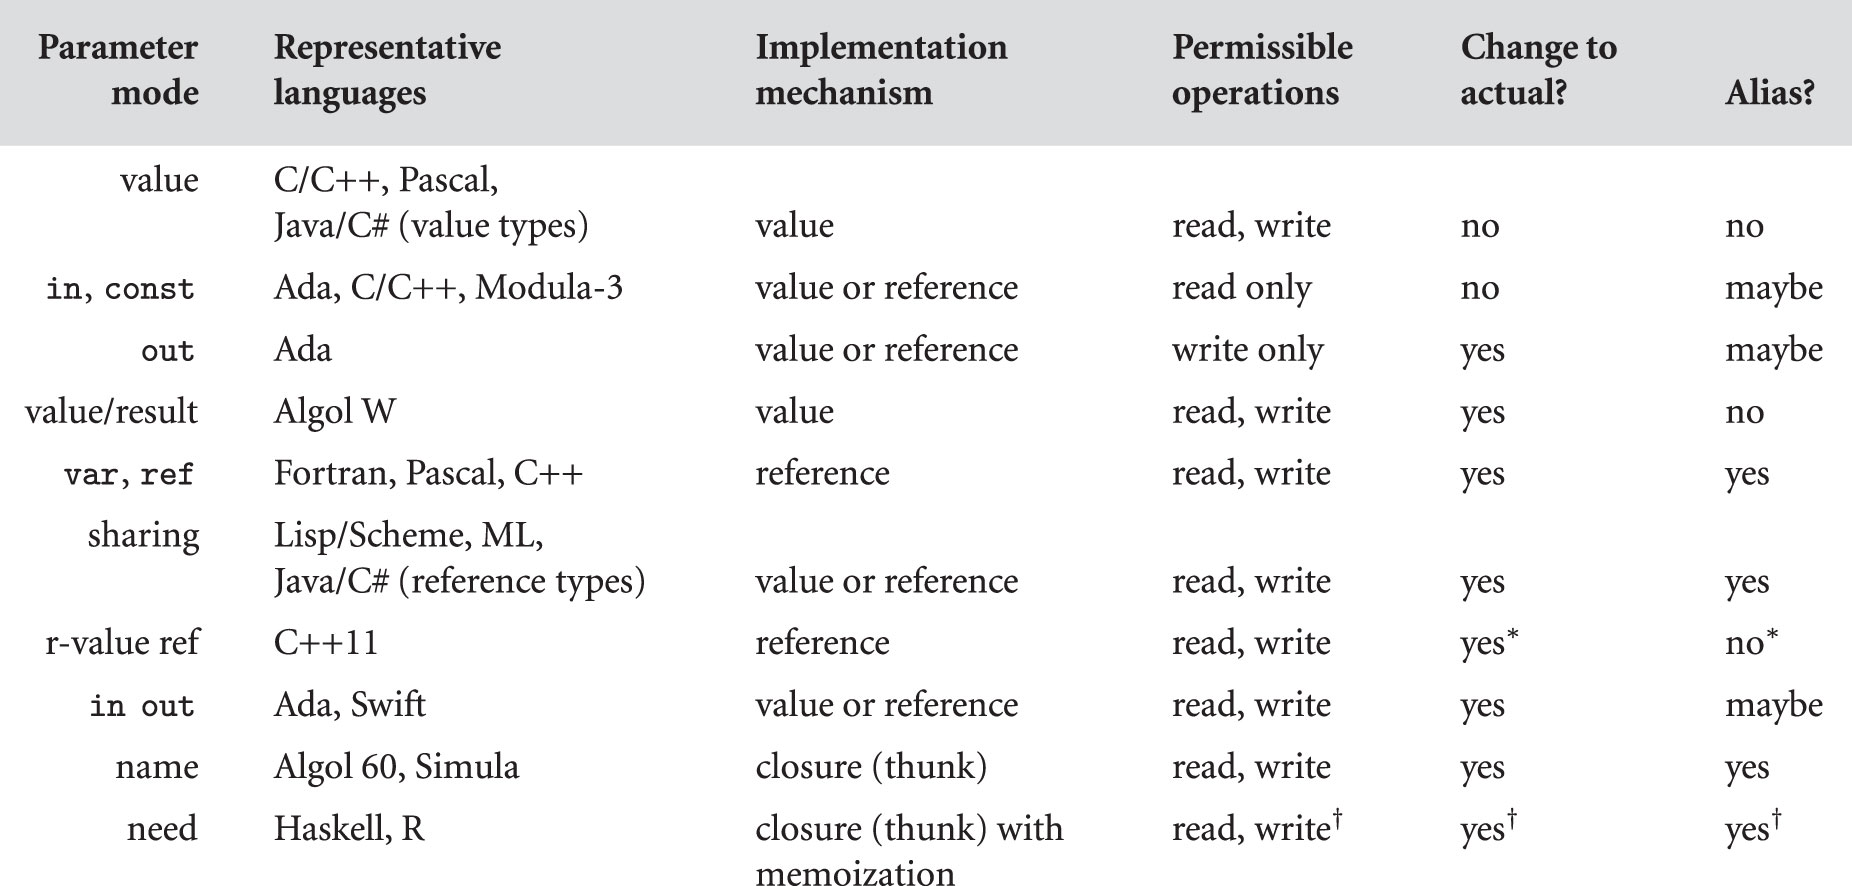 Parameter mode Representative languages Implementation mechanism Permissible operations Change to actual? Alias?
value C/C++, Pascal,
Java/C# (value types) value read, write no no
in, const Ada, C/C++, Modula-3 value or reference read only no maybe
out Ada value or reference write only yes maybe
value/result Algol W value read, write yes no
var, ref Fortran, Pascal, C++ reference read, write yes yes
sharing Lisp/Scheme, ML,
Java/C# (reference types) value or reference read, write yes yes
r-value ref C++11 reference read, write yes* no*
in out Ada, Swift value or reference read, write yes maybe
name Algol 60, Simula closure (thunk) read, write yes yes
need Haskell, R closure (thunk) with read, write† yes† yes†
memoization